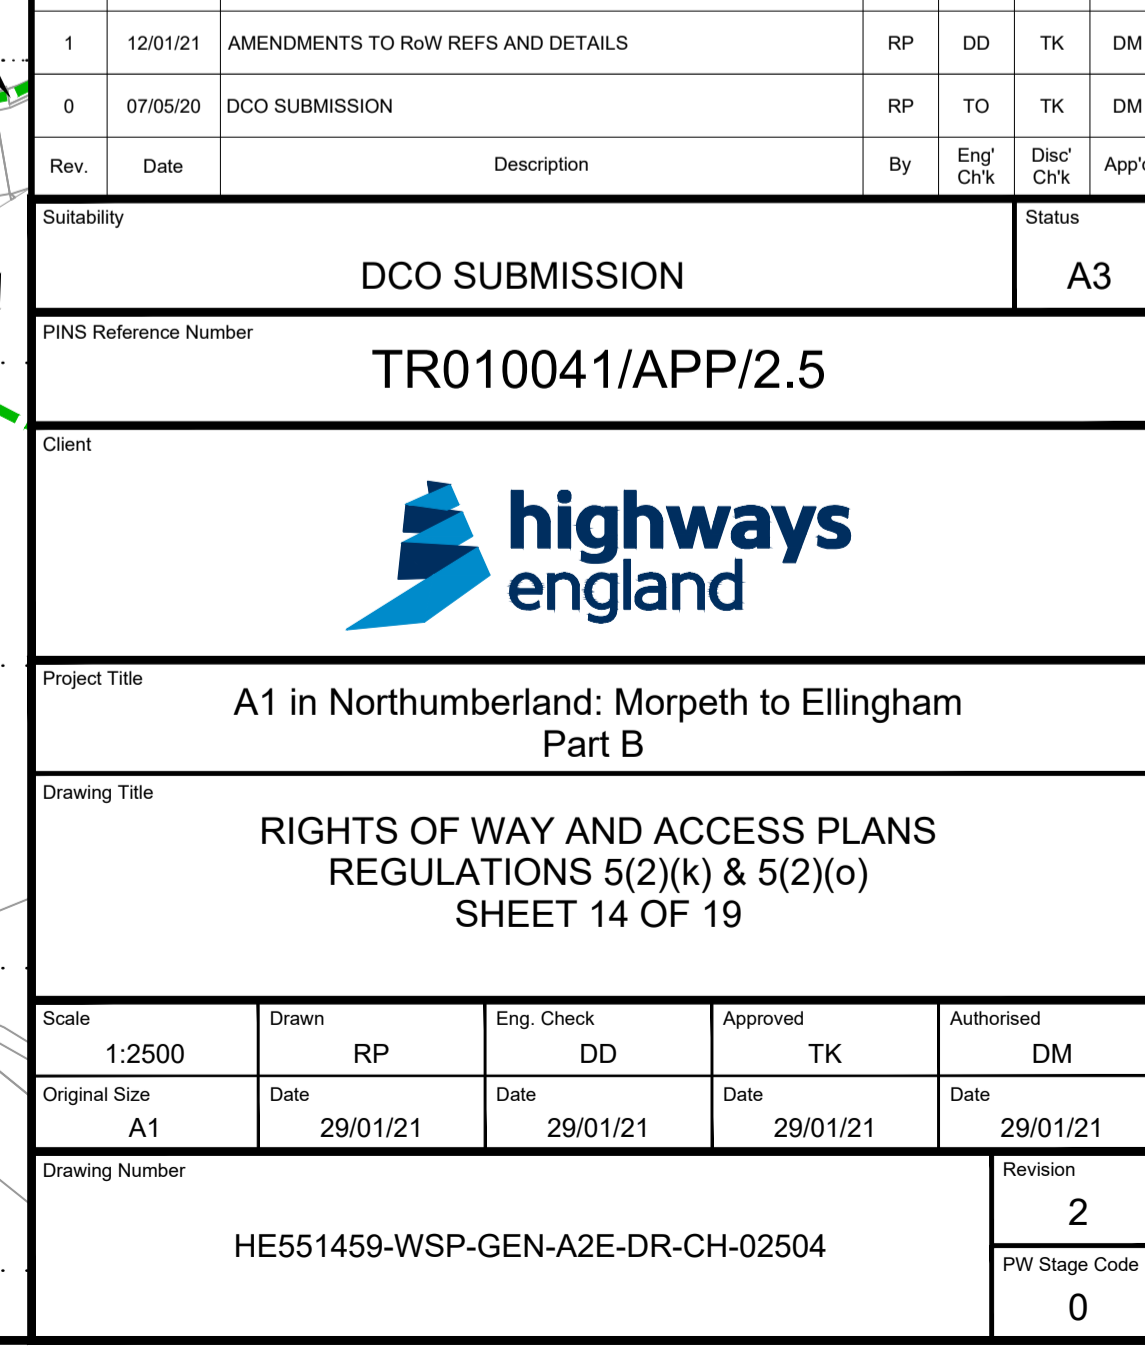 1 12/01/21 AMENDMENTS TO RoW REFS AND DETAILS RP DD TK DM
0 07/05/20 DCO SUBMISSION RP TO TK DM
Rev. Date Description By Eng' Ch'k Disc' Ch'k App'd
Suitability Status
DCO SUBMISSION A3
PINS Reference Number
TR010041/APP/2.5
Client
highways
england
Project Title
A1 in Northumberland: Morpeth to Ellingham
Part B
Drawing Title
RIGHTS OF WAY AND ACCESS PLANS
REGULATIONS 5(2)(k) & 5(2)(o)
SHEET 14 OF 19
Scale Drawn Eng. Check Approved Authorised
1:2500 RP DD TK DM
Original Size Date Date Date Date
A1 29/01/21 29/01/21 29/01/21 29/01/21
Drawing Number Revision
2
HE551459-WSP-GEN-A2E-DR-CH-02504
PW Stage Code
0